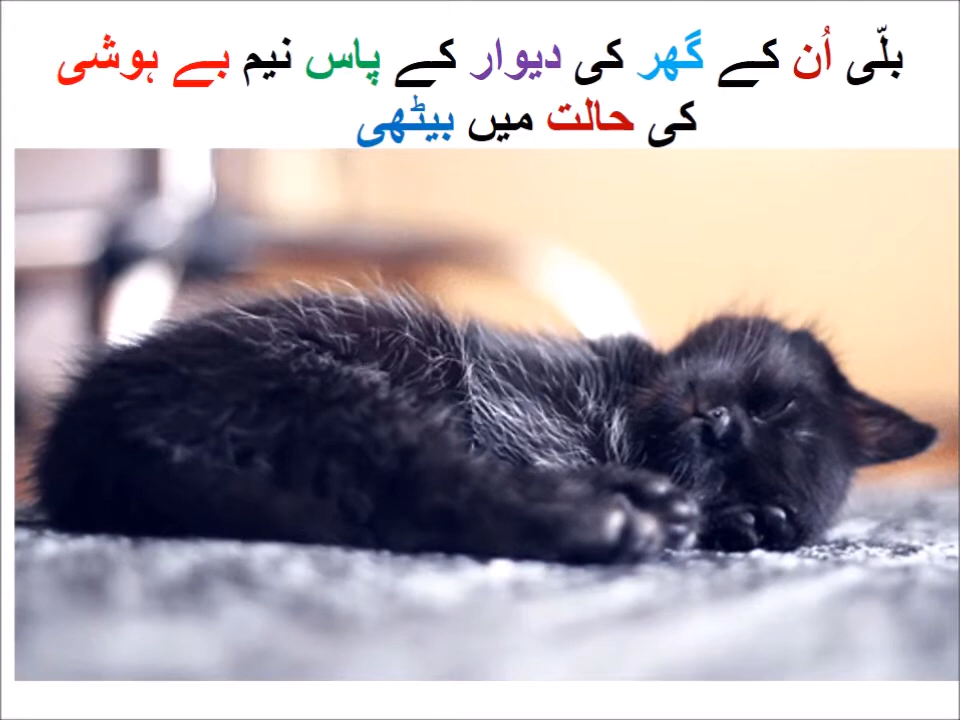 بلّی اُن کے گھر کی دیوار کے پاس نیم بے ہوشی
کی حالت میں بیٹھی